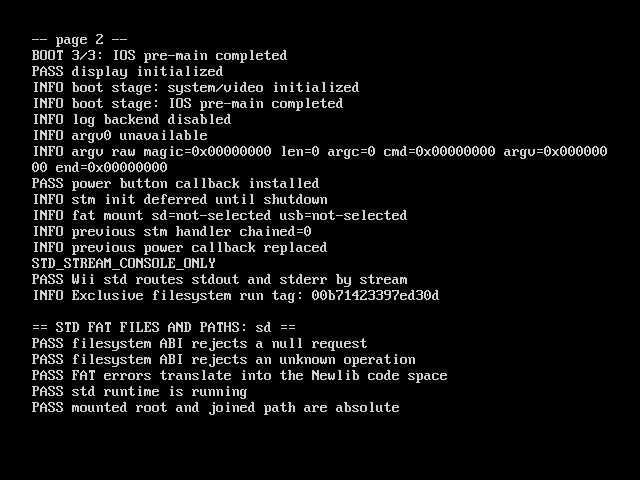 -- page 2 --
BOOT 3/3: IOS pre-main completed
PASS display initialized
INFO boot stage: system/video initialized
INFO boot stage: IOS pre-main completed
INFO log backend disabled
INFO argv0 unavailable
INFO argv raw magic=0x00000000 len=0 argc=0 cmd=0x00000000 argv=0x000000
00 end=0x00000000
PASS power button callback installed
INFO stm init deferred until shutdown
INFO fat mount sd=not-selected usb=not-selected
INFO previous stm handler chained=0
INFO previous power callback replaced
STD_STREAM_CONSOLE_ONLY
PASS Wii std routes stdout and stderr by stream
INFO Exclusive filesystem run tag: 00b71423397ed30d
== STD FAT FILES AND PATHS: sd ==
PASS filesystem ABI rejects a null request
PASS filesystem ABI rejects an unknown operation
PASS FAT errors translate into the Newlib code space
PASS std runtime is running
PASS mounted root and joined path are absolute